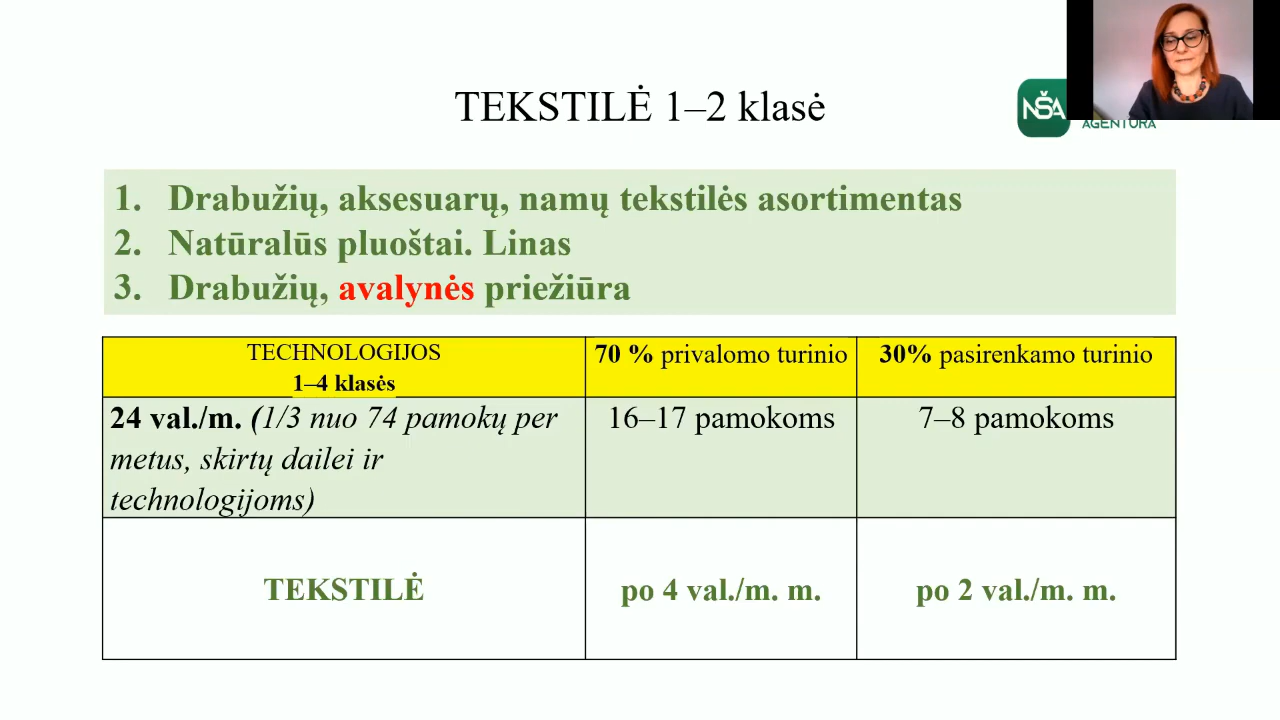 TEKSTILĖ 1–2 klasė
NŠA
AGENTŪRA
1. Drabužių, aksesuarų, namų tekstilės asortimentas
2. Natūralūs pluoštai. Linas
3. Drabužių, avalynės priežiūra
TECHNOLOGIJOS
1–4 klasės
70 % privalomo turinio
30% pasirenkamo turinio
24 val./m. (1/3 nuo 74 pamokų per
metus, skirtų dailei ir
technologijoms)
16–17 pamokoms
7–8 pamokoms
TEKSTILĖ
po 4 val./m. m.
po 2 val./m. m.